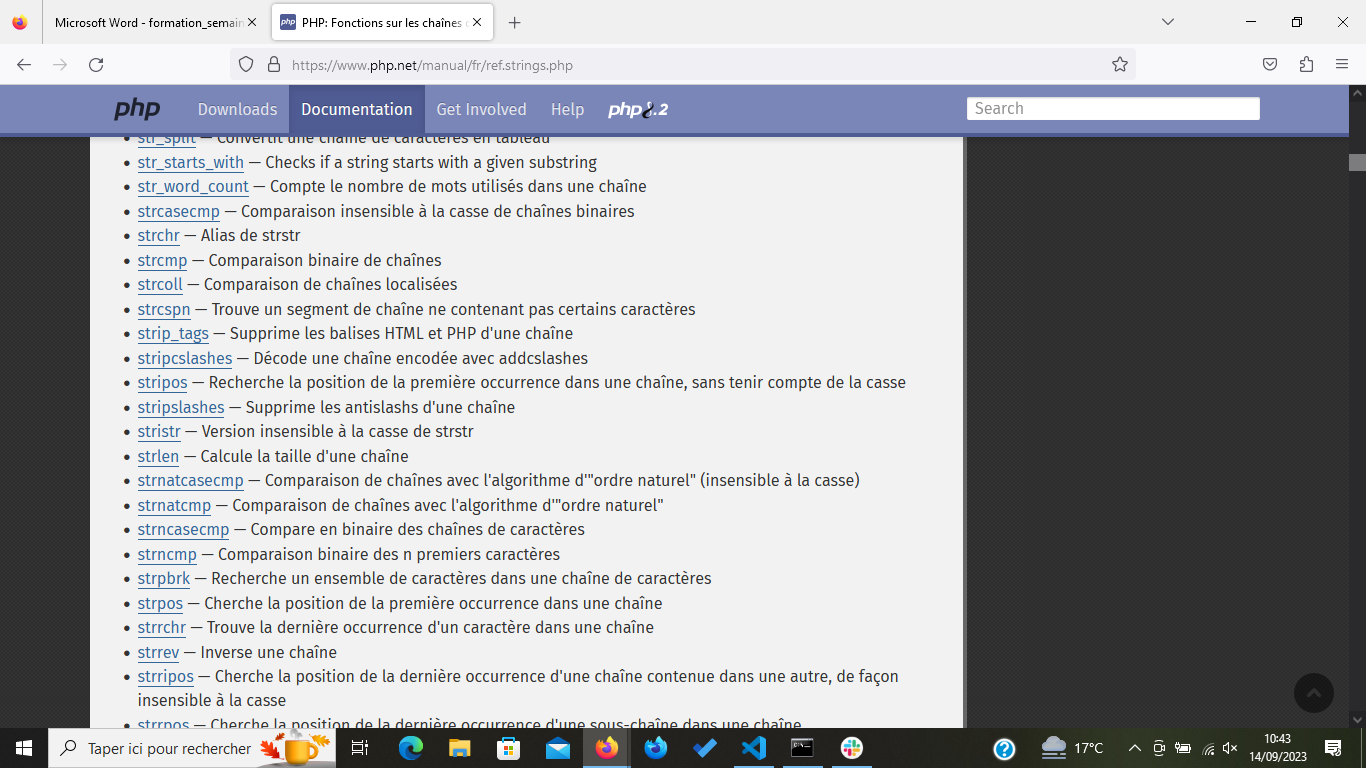 Microsoft Word - formation_semain
PHP: Fonctions sur les chaînes
https://www.php.net/manual/fr/ref.strings.php
php Downloads Documentation Get Involved Help php8.2 Search
str_split — Convertit une chaîne de caractères en tableau
str_starts_with — Checks if a string starts with a given substring
str_word_count — Compte le nombre de mots utilisés dans une chaîne
strcasecmp — Comparaison insensible à la casse de chaînes binaires
strchr — Alias de strstr
strcmp — Comparaison binaire de chaînes
strcoll — Comparaison de chaînes localisées
strcspn — Trouve un segment de chaîne ne contenant pas certains caractères
strip_tags — Supprime les balises HTML et PHP d'une chaîne
stripcslashes — Décode une chaîne encodée avec addcslashes
stripos — Recherche la position de la première occurrence dans une chaîne, sans tenir compte de la casse
stripslashes — Supprime les antislashs d'une chaîne
stristr — Version insensible à la casse de strstr
strlen — Calcule la taille d'une chaîne
strnatcasecmp — Comparaison de chaînes avec l'algorithme d'"ordre naturel" (insensible à la casse)
strnatcmp — Comparaison de chaînes avec l'algorithme d'"ordre naturel"
strncasecmp — Compare en binaire des chaînes de caractères
strncmp — Comparaison binaire des n premiers caractères
strpbrk — Recherche un ensemble de caractères dans une chaîne de caractères
strpos — Cherche la position de la première occurrence dans une chaîne
strrchr — Trouve la dernière occurrence d'un caractère dans une chaîne
strrev — Inverse une chaîne
strripos — Cherche la position de la dernière occurrence d'une chaîne contenue dans une autre, de façon
insensible à la casse
strrpos — Cherche la position de la dernière occurrence d'une sous-chaîne dans une chaîne
Taper ici pour rechercher
17°C
10:43
14/09/2023